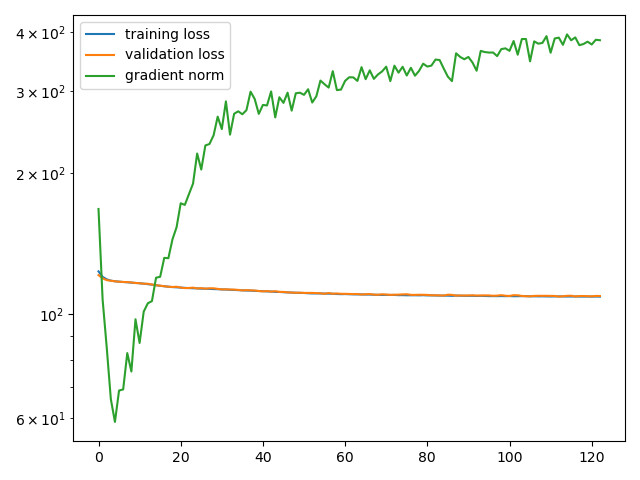 training loss
validation loss
gradient norm
4 × 10²
3 × 10²
2 × 10²
10²
6 × 10¹
0 20 40 60 80 100 120